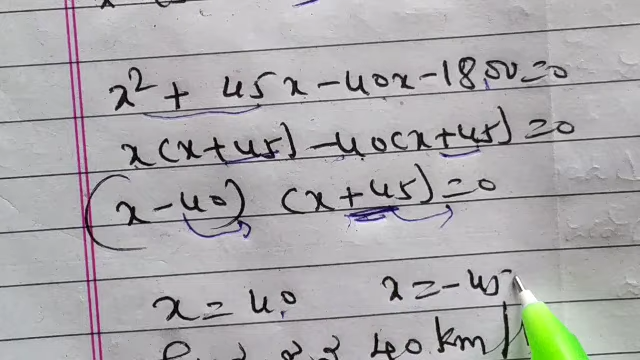 x² + 45x - 40x - 1800 = 0
x(x+45) - 40(x+45) = 0
(x-40) (x+45) = 0
x = 40 x = -45
40 km/